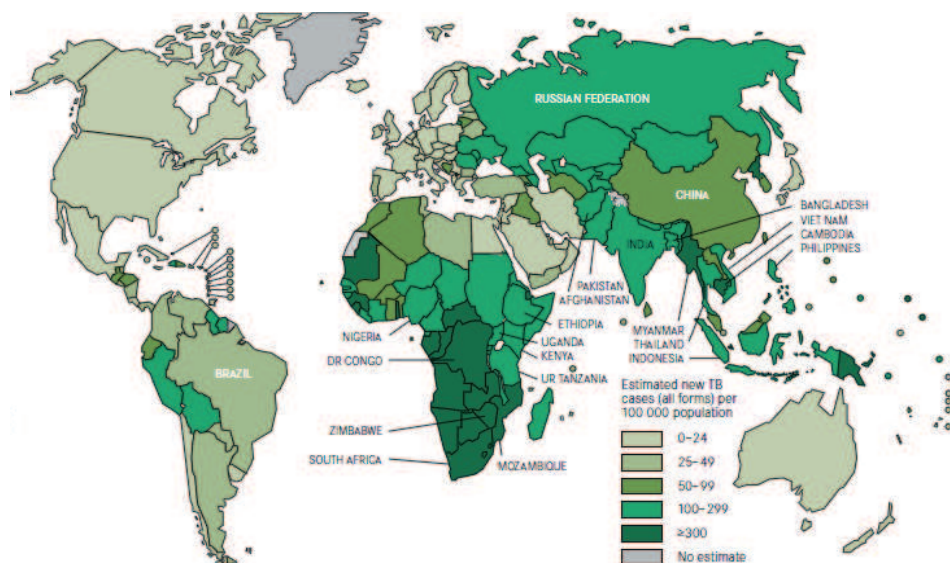 RUSSIAN FEDERATION
CHINA
BANGLADESH
VIET NAM
CAMBODIA
PHILIPPINES
INDIA
PAKISTAN
AFGHANISTAN
NIGERIA
ETHIOPIA
UGANDA
KENYA
DR CONGO
UR TANZANIA
MYANMAR
THAILAND
INDONESIA
BRAZIL
ZIMBABWE
SOUTH AFRICA
MOZAMBIQUE
Estimated new TB
cases (all forms) per
100 000 population
0–24
25–49
50–99
100–299
≥300
No estimate